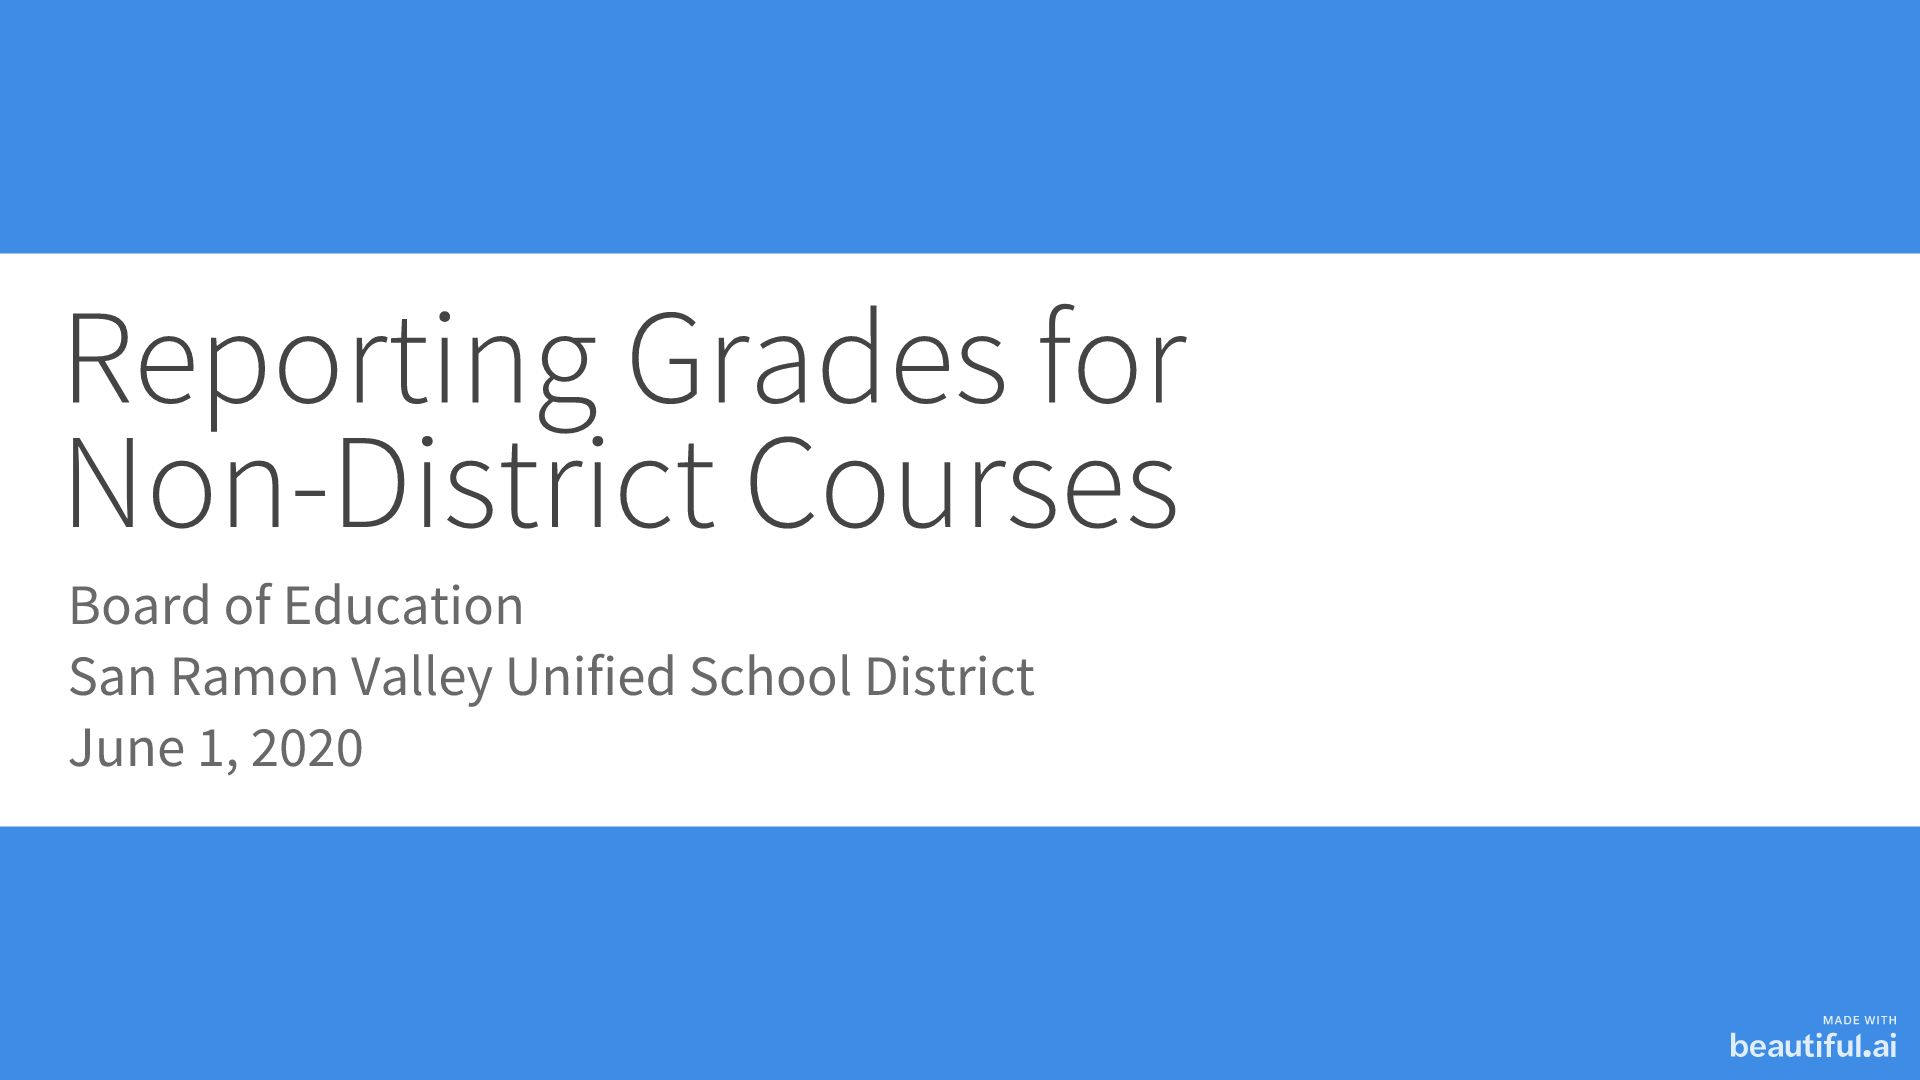 Reporting Grades for
Non-District Courses
Board of Education
San Ramon Valley Unified School District
June 1, 2020
MADE WITH
beautiful.ai